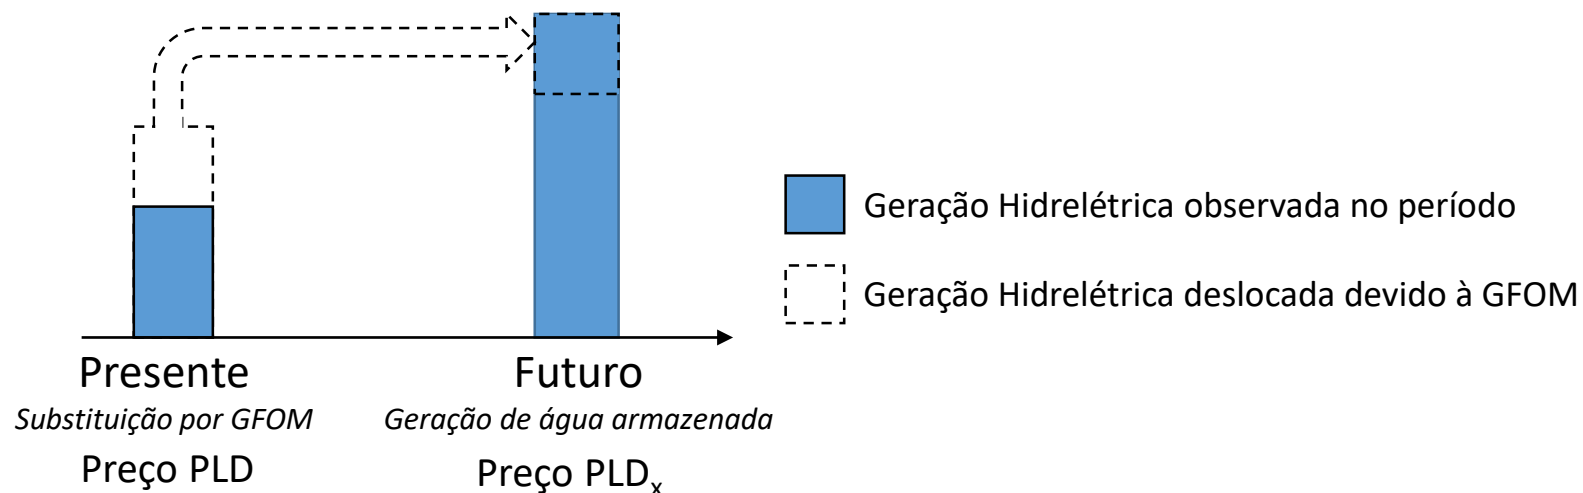 Geração Hidrelétrica observada no período
Geração Hidrelétrica deslocada devido à GFOM
Presente
Substituição por GFOM
Preço PLD
Futuro
Geração de água armazenada
Preço PLDₓ